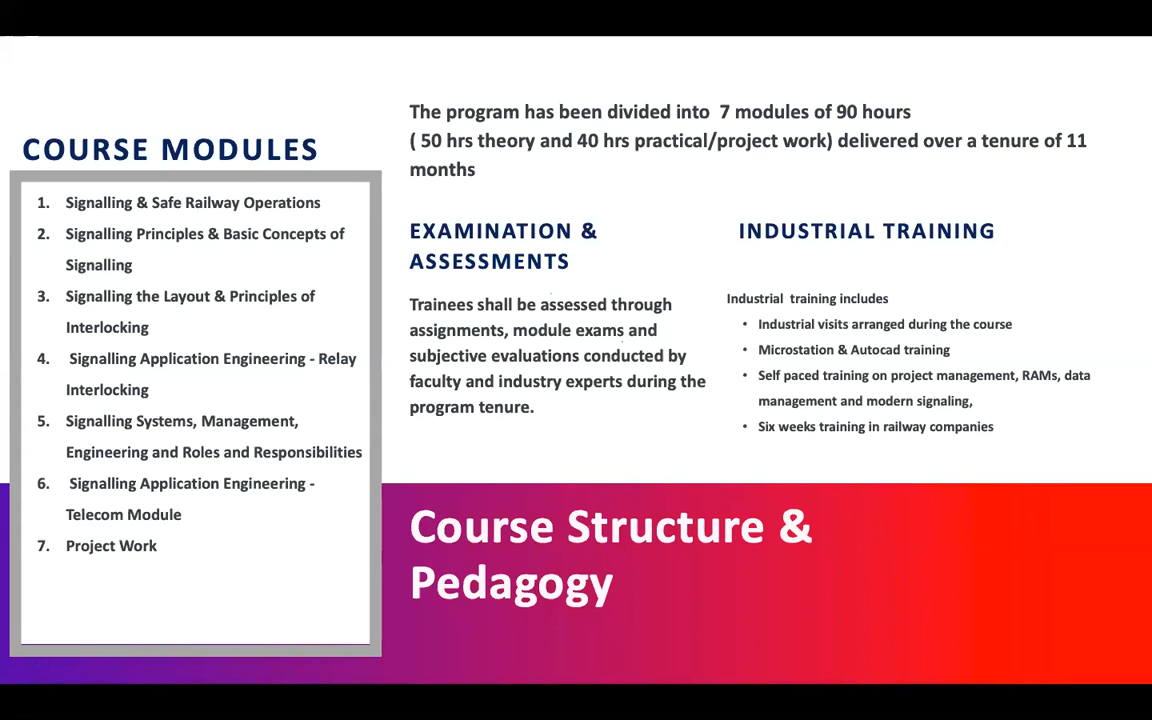 COURSE MODULES
1. Signalling & Safe Railway Operations
2. Signalling Principles & Basic Concepts of
Signalling
3. Signalling the Layout & Principles of
Interlocking
4. Signalling Application Engineering - Relay
Interlocking
5. Signalling Systems, Management,
Engineering and Roles and Responsibilities
6. Signalling Application Engineering -
Telecom Module
7. Project Work
The program has been divided into 7 modules of 90 hours
( 50 hrs theory and 40 hrs practical/project work) delivered over a tenure of 11
months
EXAMINATION &
ASSESSMENTS
Trainees shall be assessed through
assignments, module exams and
subjective evaluations conducted by
faculty and industry experts during the
program tenure.
INDUSTRIAL TRAINING
Industrial training includes
• Industrial visits arranged during the course
• Microstation & Autocad training
• Self paced training on project management, RAMs, data
management and modern signaling,
• Six weeks training in railway companies
Course Structure &
Pedagogy